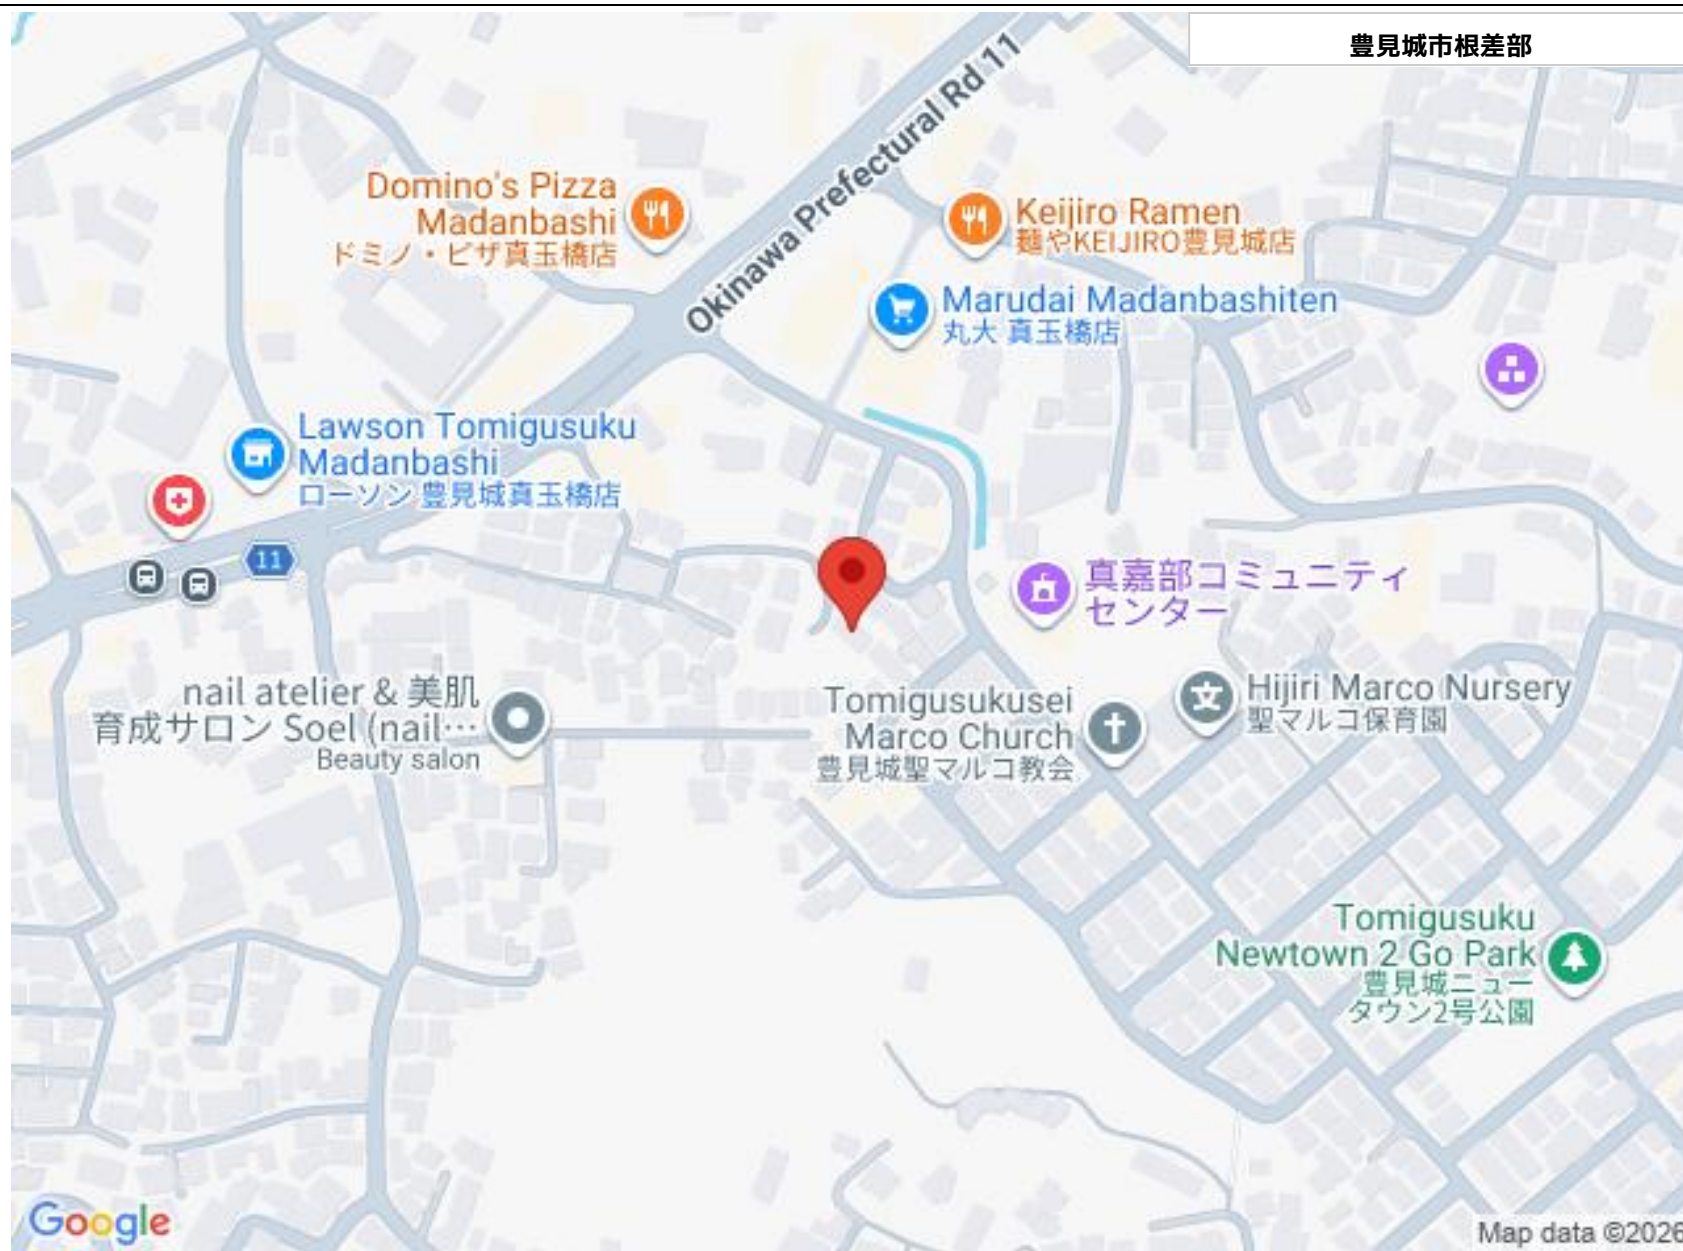 豊見城市根差部
Okinawa Prefectural Rd 11
Domino's Pizza
Madanbashi
ドミノ・ピザ真玉橋店
Keijiro Ramen
麺やKEIJIRO豊見城店
Marudai Madanbashiten
丸大 真玉橋店
Lawson Tomigusuku
Madanbashi
ローソン 豊見城真玉橋店
11
真嘉部コミュニティ
センター
nail atelier & 美肌
育成サロン Soel (nail…
Beauty salon
Tomigusukusei
Marco Church
豊見城聖マルコ教会
Hijiri Marco Nursery
聖マルコ保育園
Tomigusuku
Newtown 2 Go Park
豊見城ニュー
タウン2号公園
Google
Map data ©2026